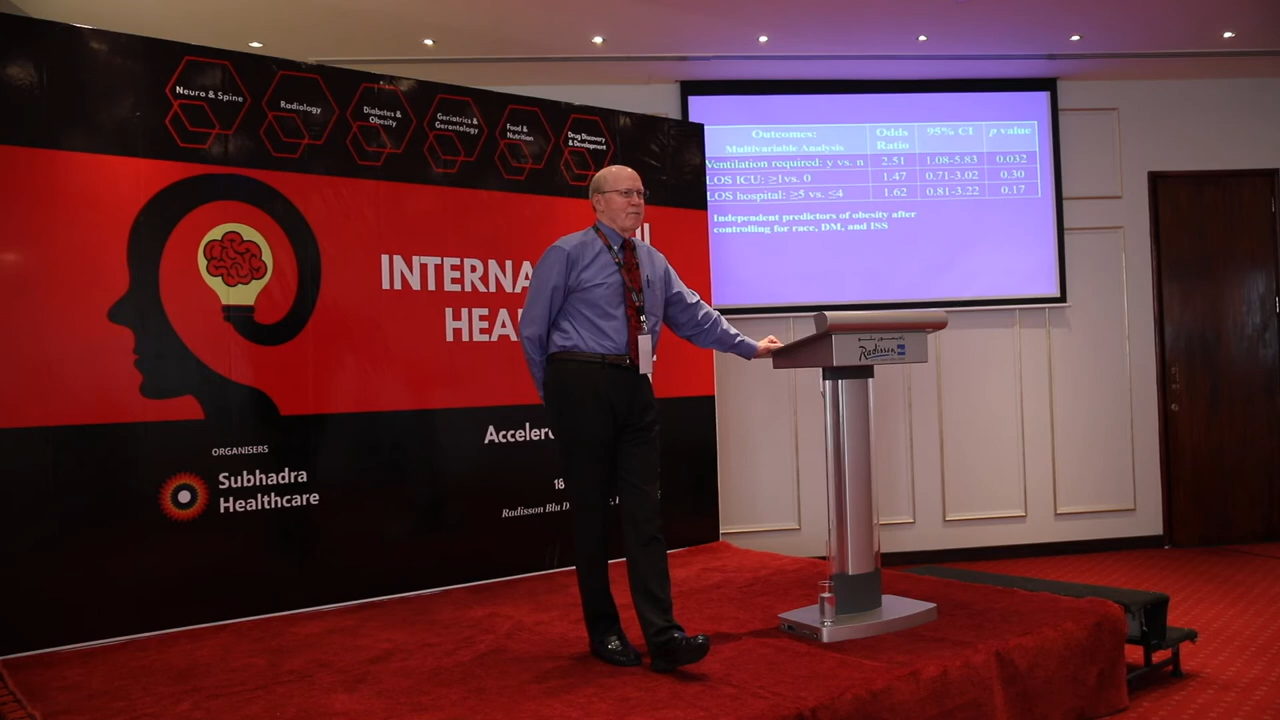 Neuro & Spine
Radiology
Diabetes &
Obesity
Geriatrics &
Gerontology
Food &
Nutrition
Drug Discovery
& Development
INTERNA
HEA
Accelero
18
Radisson Blu D
ORGANISERS
Subhadra
Healthcare
Outcomes:
Multivariable Analysis
Odds
Ratio
95% CI
p value
Ventilation required: y vs. n 2.51 1.08-5.83 0.032
LOS ICU: ≥1vs. 0 1.47 0.71-3.02 0.30
LOS hospital: ≥5 vs. ≤4 1.62 0.81-3.22 0.17
Independent predictors of obesity after
controlling for race, DM, and ISS
Radisson